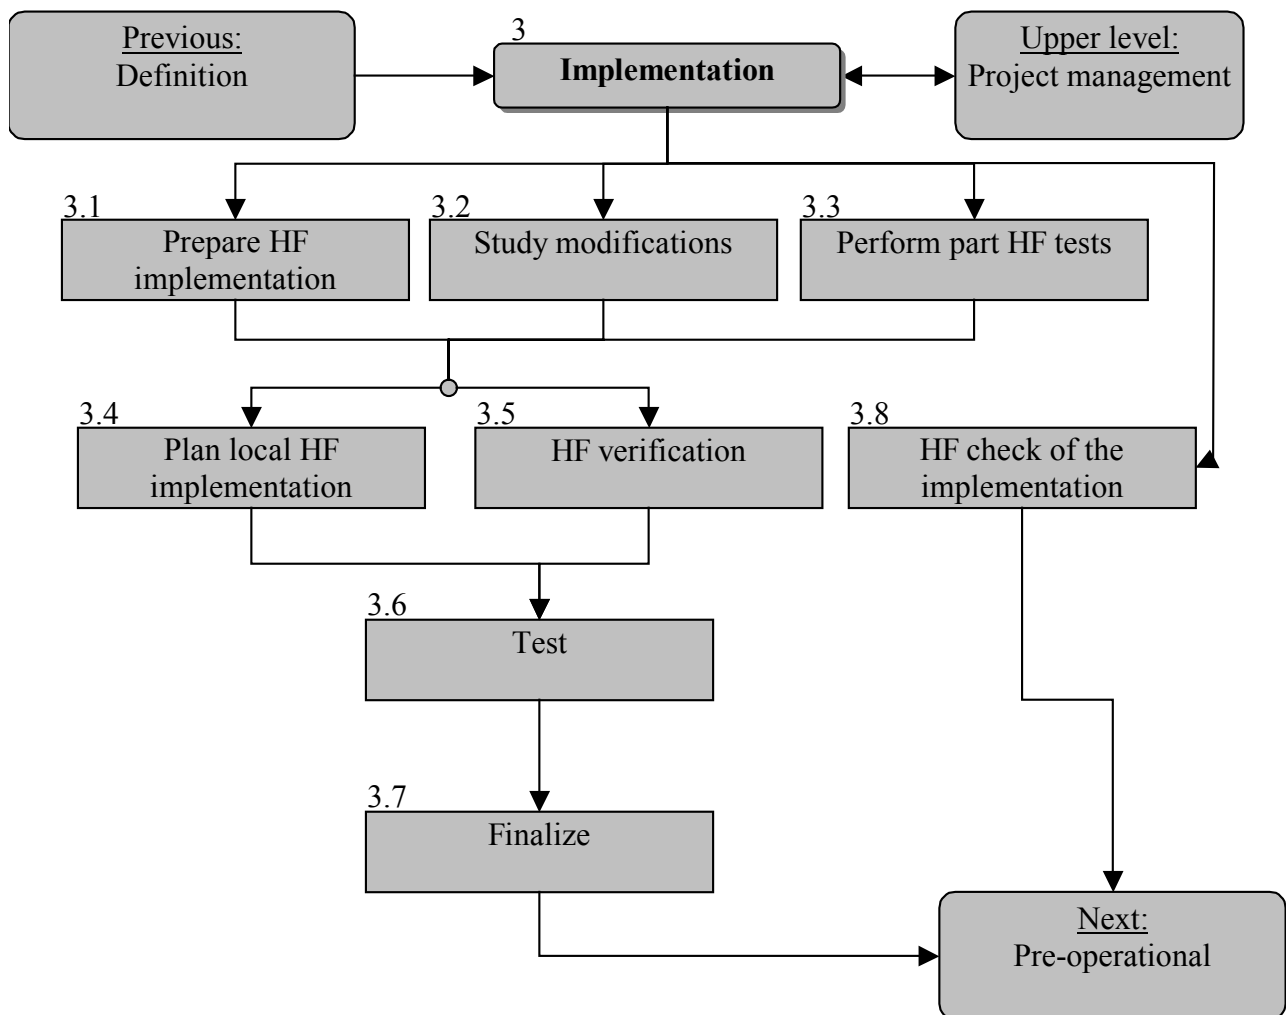 Previous:
Definition
3
Implementation
Upper level:
Project management
3.1
Prepare HF
implementation
3.2
Study modifications
3.3
Perform part HF tests
3.4
Plan local HF
implementation
3.5
HF verification
3.8
HF check of the
implementation
3.6
Test
3.7
Finalize
Next:
Pre-operational